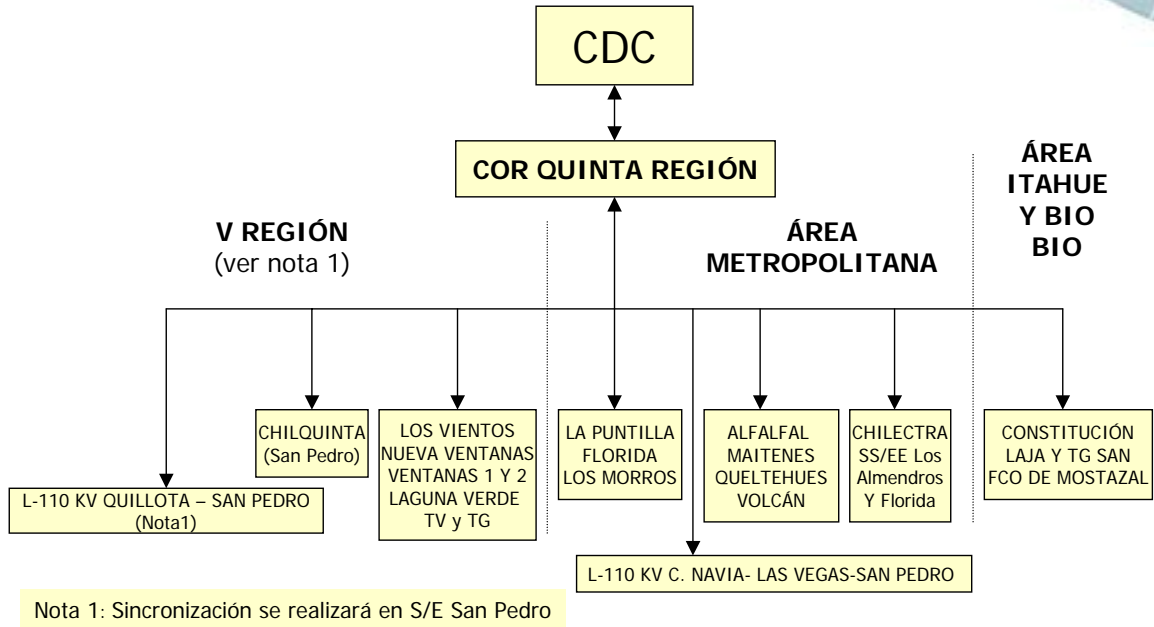 CDC
COR QUINTA REGIÓN
V REGIÓN
(ver nota 1)
ÁREA
METROPOLITANA
ÁREA
ITAHUE
Y BIO
BIO
L-110 KV QUILLOTA – SAN PEDRO
(Nota1)
CHILQUINTA
(San Pedro)
LOS VIENTOS
NUEVA VENTANAS
VENTANAS 1 Y 2
LAGUNA VERDE
TV y TG
LA PUNTILLA
FLORIDA
LOS MORROS
L-110 KV C. NAVIA- LAS VEGAS-SAN PEDRO
ALFALFAL
MAITENES
QUELTEHUES
VOLCÁN
CHILECTRA
SS/EE Los
Almendros
Y Florida
CONSTITUCIÓN
LAJA Y TG SAN
FCO DE MOSTAZAL
Nota 1: Sincronización se realizará en S/E San Pedro